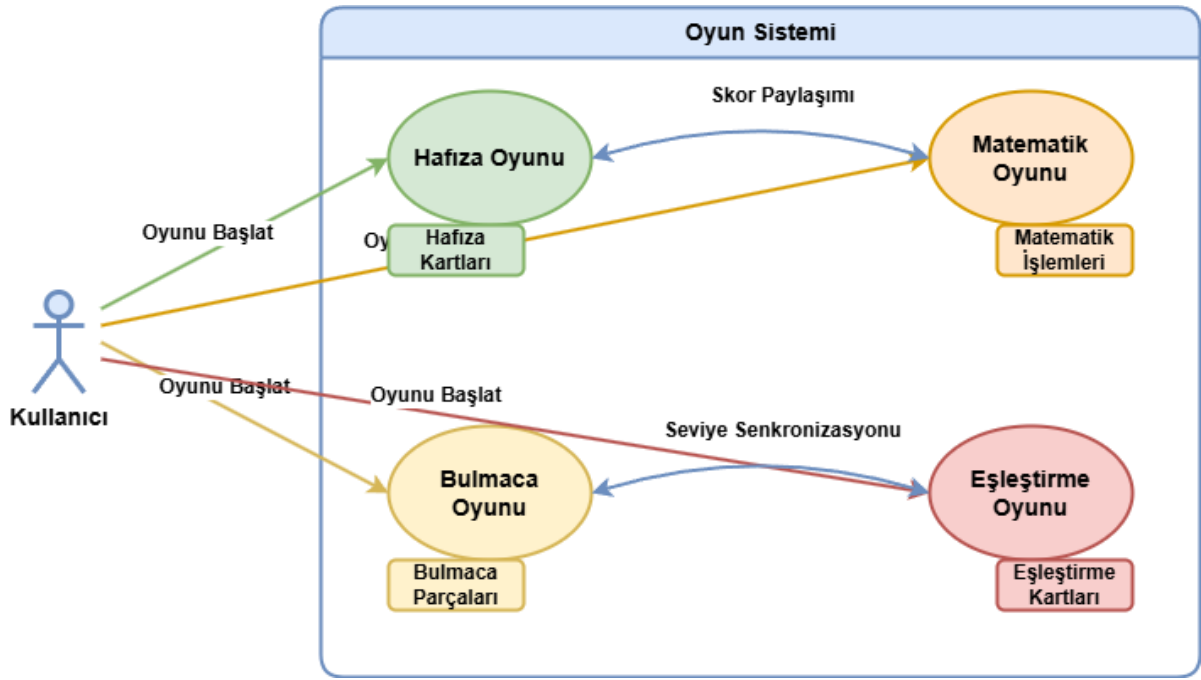 Oyun Sistemi
Skor Paylaşımı
Hafıza Oyunu
Matematik
Oyunu
Oyunu Başlat
Hafıza
Kartları
Matematik
İşlemleri
Kullanıcı
Oyunu Başlat
Oyunu Başlat
Seviye Senkronizasyonu
Bulmaca
Oyunu
Eşleştirme
Oyunu
Bulmaca
Parçaları
Eşleştirme
Kartları